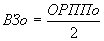 ВЗо = ОРППо / 2